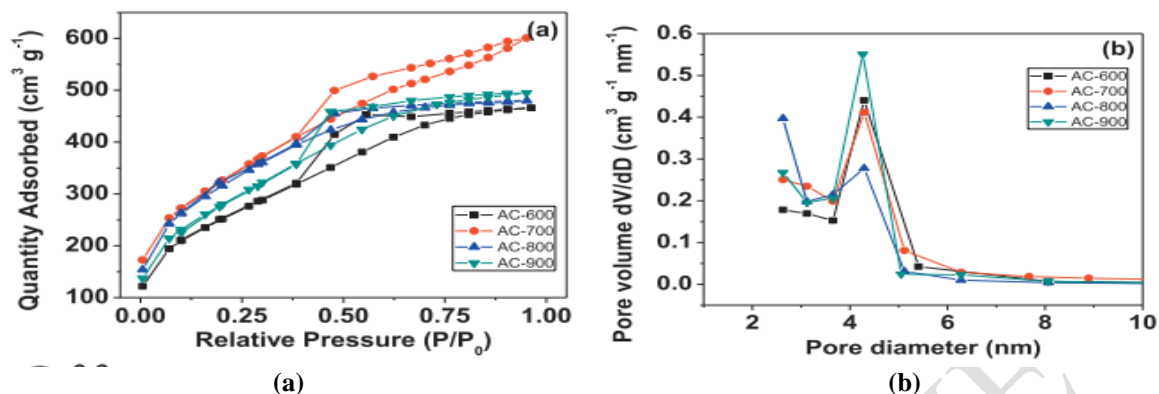 (a)
Quantity Adsorbed (cm³ g⁻¹)
600
500
400
300
200
100
AC-600
AC-700
AC-800
AC-900
0.00 0.25 0.50 0.75 1.00
Relative Pressure (P/P₀)
(a)
(b)
Pore volume dV/dD (cm³ g⁻¹ nm⁻¹)
0.6
0.5
0.4
0.3
0.2
0.1
0.0
AC-600
AC-700
AC-800
AC-900
2 4 6 8 10
Pore diameter (nm)
(b)